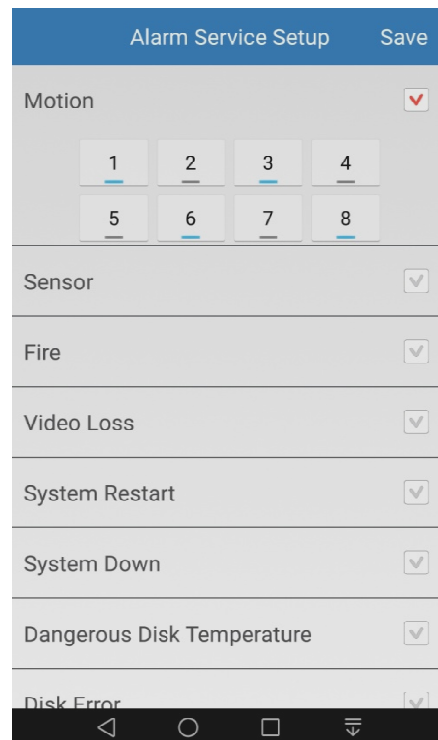 Alarm Service Setup Save
Motion
1 2 3 4
5 6 7 8
Sensor
Fire
Video Loss
System Restart
System Down
Dangerous Disk Temperature
Disk Error